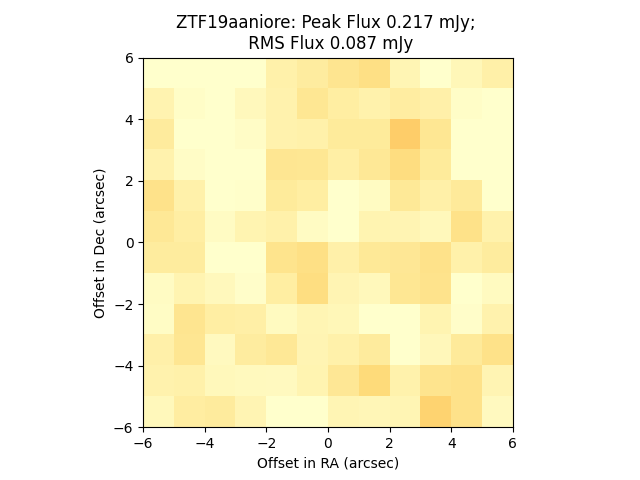 ZTF19aaniore: Peak Flux 0.217 mJy;
RMS Flux 0.087 mJy
6
4
2
0
−2
−4
−6
Offset in Dec (arcsec)
−6 −4 −2 0 2 4 6
Offset in RA (arcsec)